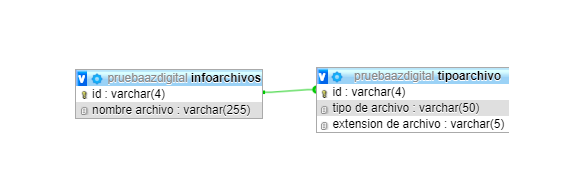 pruebaazdigital infoarchivos
id : varchar(4)
nombre archivo : varchar(255)
pruebaazdigital tipoarchivo
id : varchar(4)
tipo de archivo : varchar(50)
extension de archivo : varchar(5)